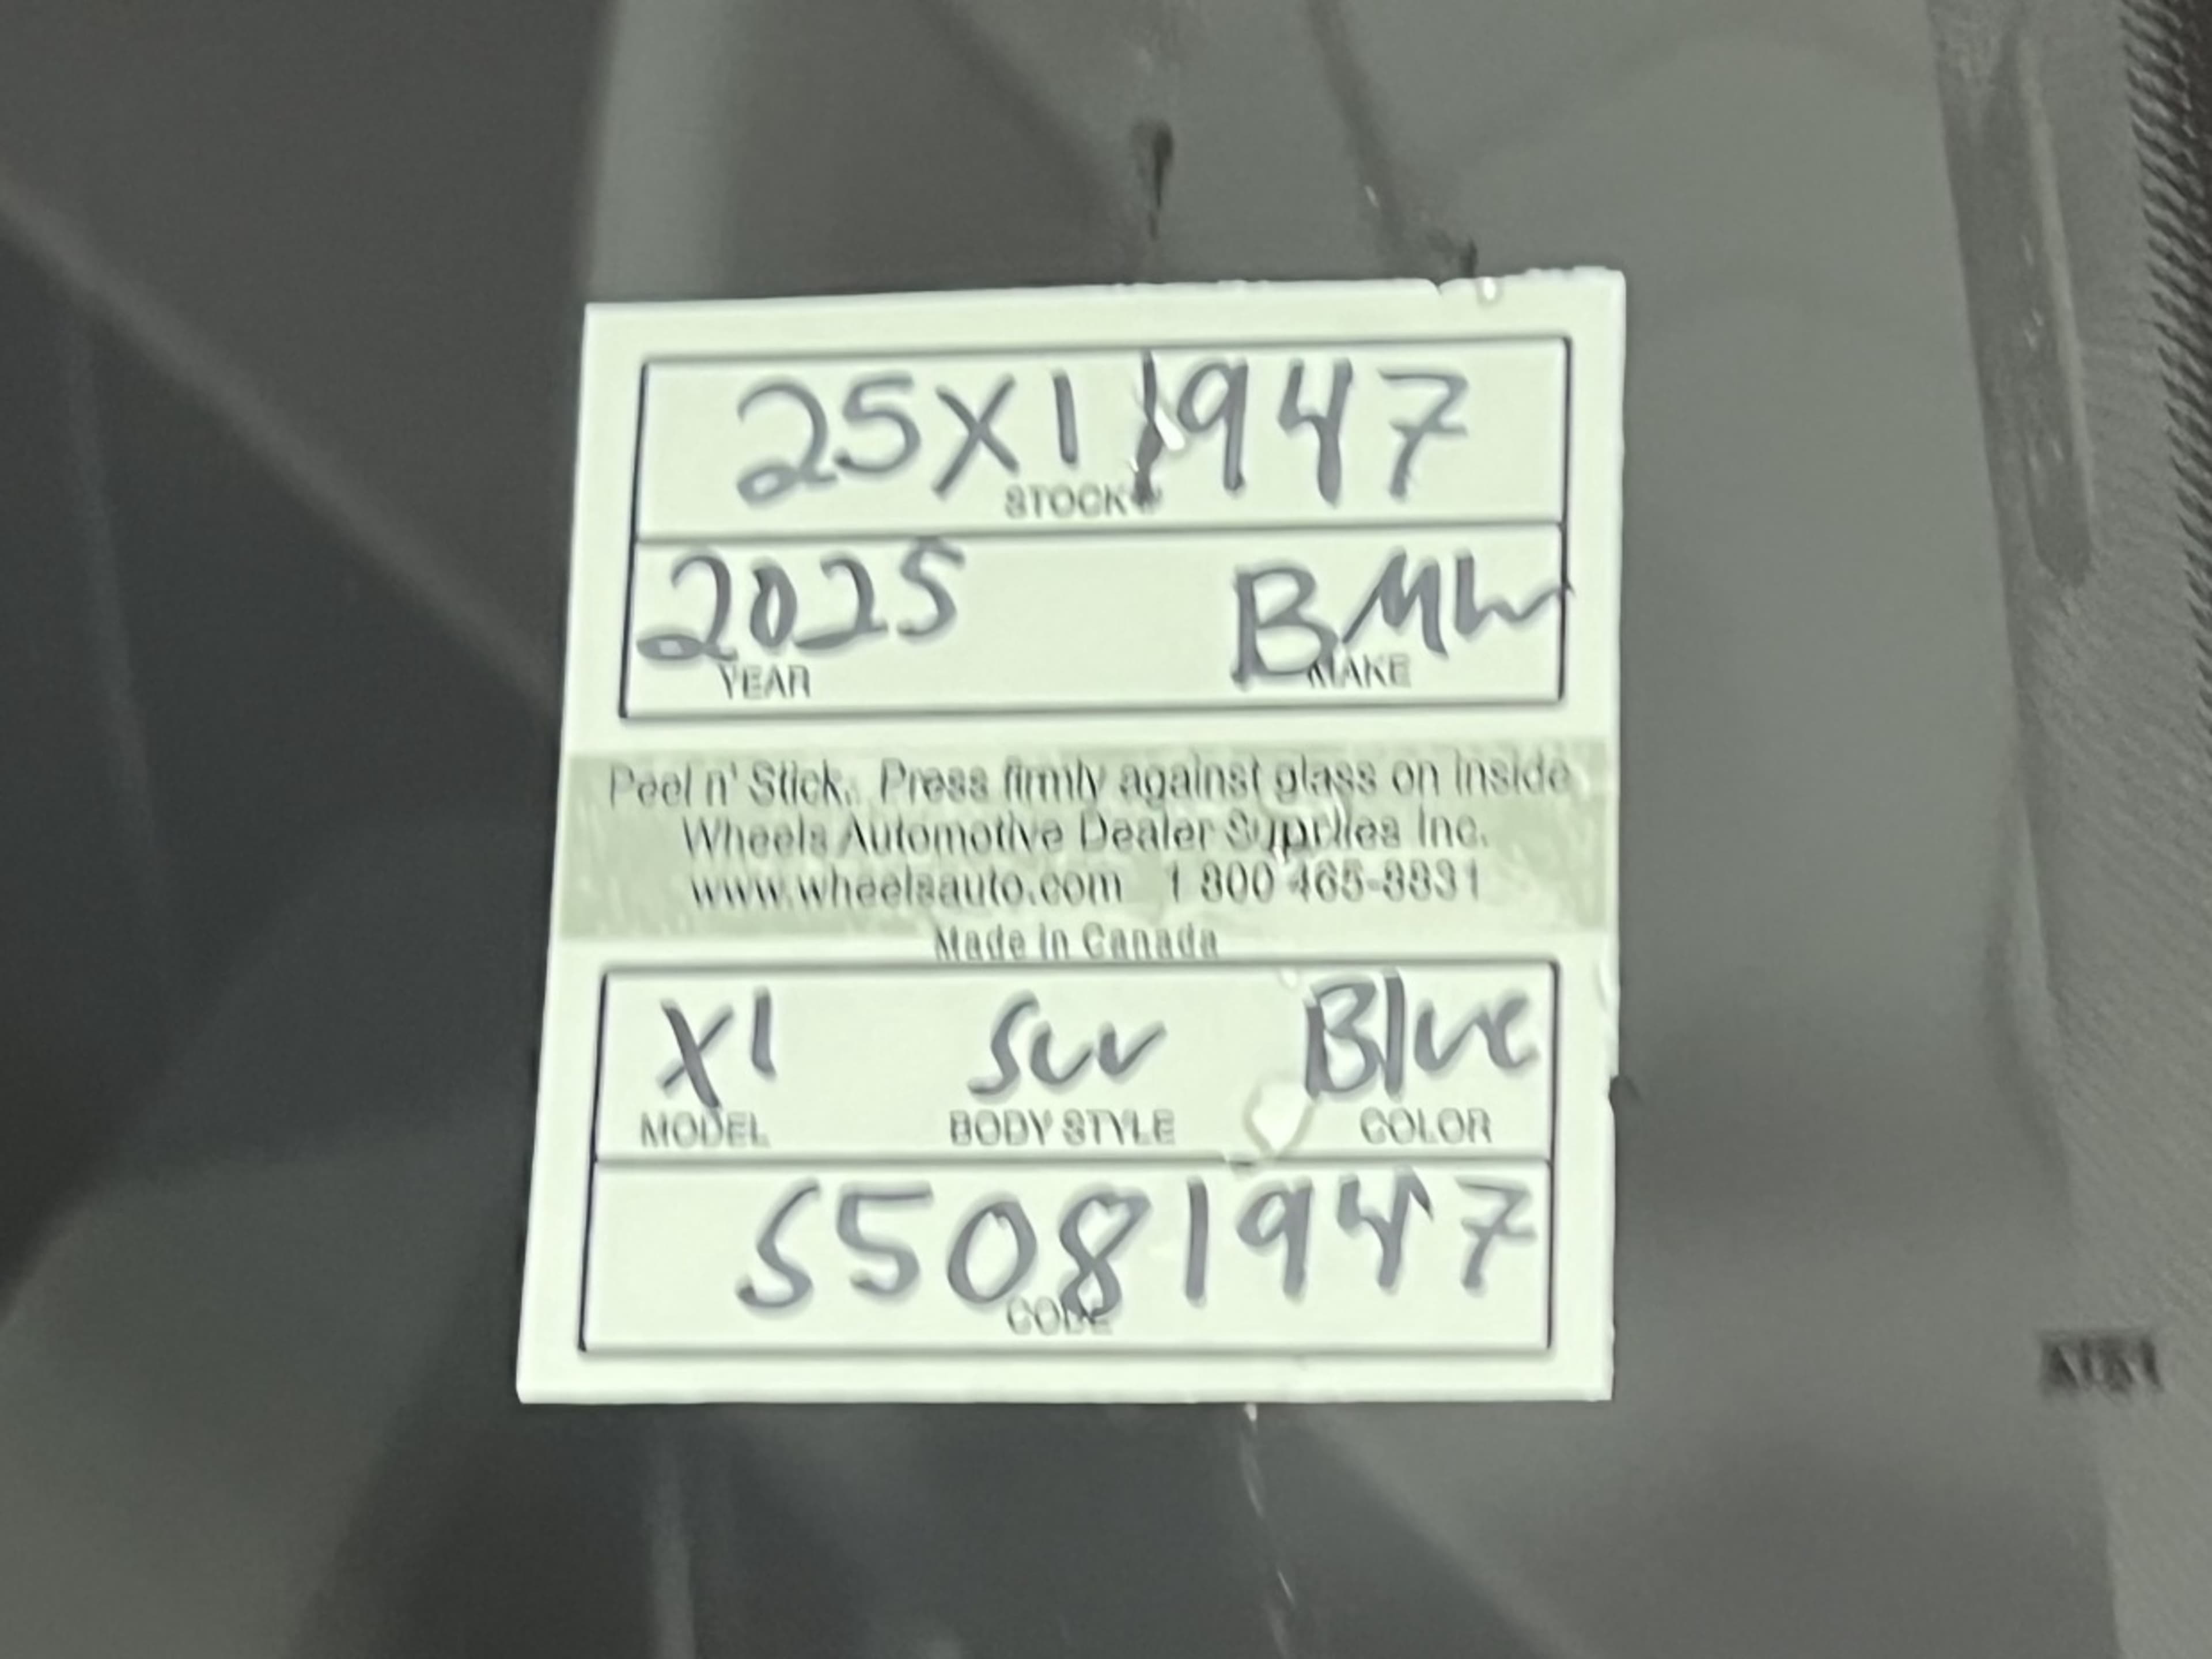 25X11947
STOCK#
2025 BMW
YEAR MAKE
Peel n' Stick. Press firmly against glass on inside
Wheels Automotive Dealer Supplies Inc.
www.wheelsauto.com 1 800 465-8831
Made in Canada
X1 SUV Blue
MODEL BODY STYLE COLOR
S5081947
CODE